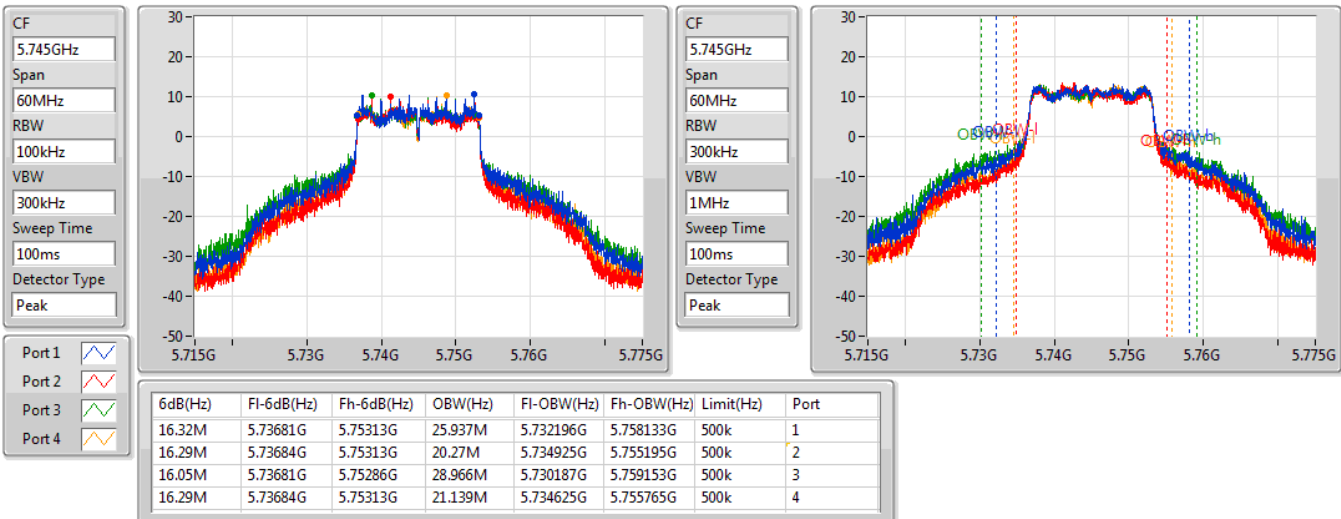 CF
5.745GHz
Span
60MHz
RBW
100kHz
VBW
300kHz
Sweep Time
100ms
Detector Type
Peak
Port 1
Port 2
Port 3
Port 4
30
20
10
0
-10
-20
-30
-40
-50
5.715G 5.73G 5.74G 5.75G 5.76G 5.775G
CF
5.745GHz
Span
60MHz
RBW
300kHz
VBW
1MHz
Sweep Time
100ms
Detector Type
Peak
30
20
10
0
-10
-20
-30
-40
-50
5.715G 5.73G 5.74G 5.75G 5.76G 5.775G
6dB(Hz) Fl-6dB(Hz) Fh-6dB(Hz) OBW(Hz) Fl-OBW(Hz) Fh-OBW(Hz) Limit(Hz) Port
16.32M 5.73681G 5.75313G 25.937M 5.732196G 5.758133G 500k 1
16.29M 5.73684G 5.75313G 20.27M 5.734925G 5.755195G 500k 2
16.05M 5.73681G 5.75286G 28.966M 5.730187G 5.759153G 500k 3
16.29M 5.73684G 5.75313G 21.139M 5.734625G 5.755765G 500k 4